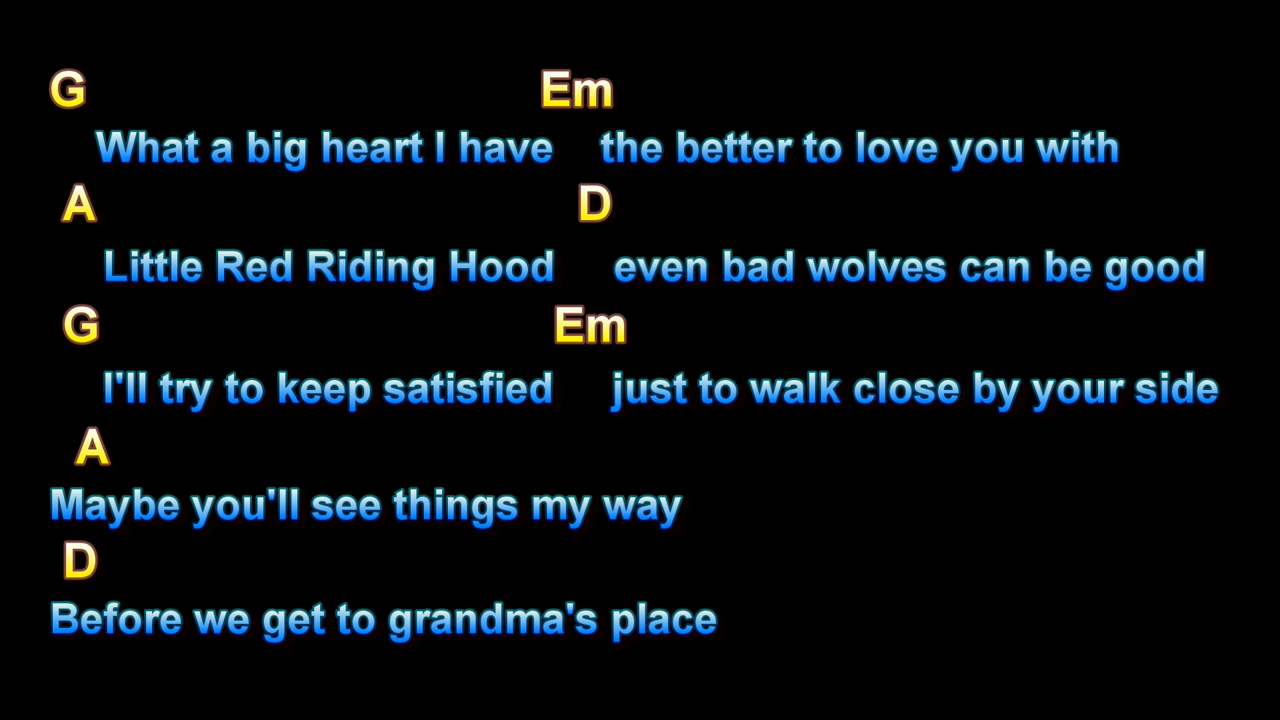 G Em
What a big heart I have the better to love you with
A D
Little Red Riding Hood even bad wolves can be good
G Em
I'll try to keep satisfied just to walk close by your side
A
Maybe you'll see things my way
D
Before we get to grandma's place